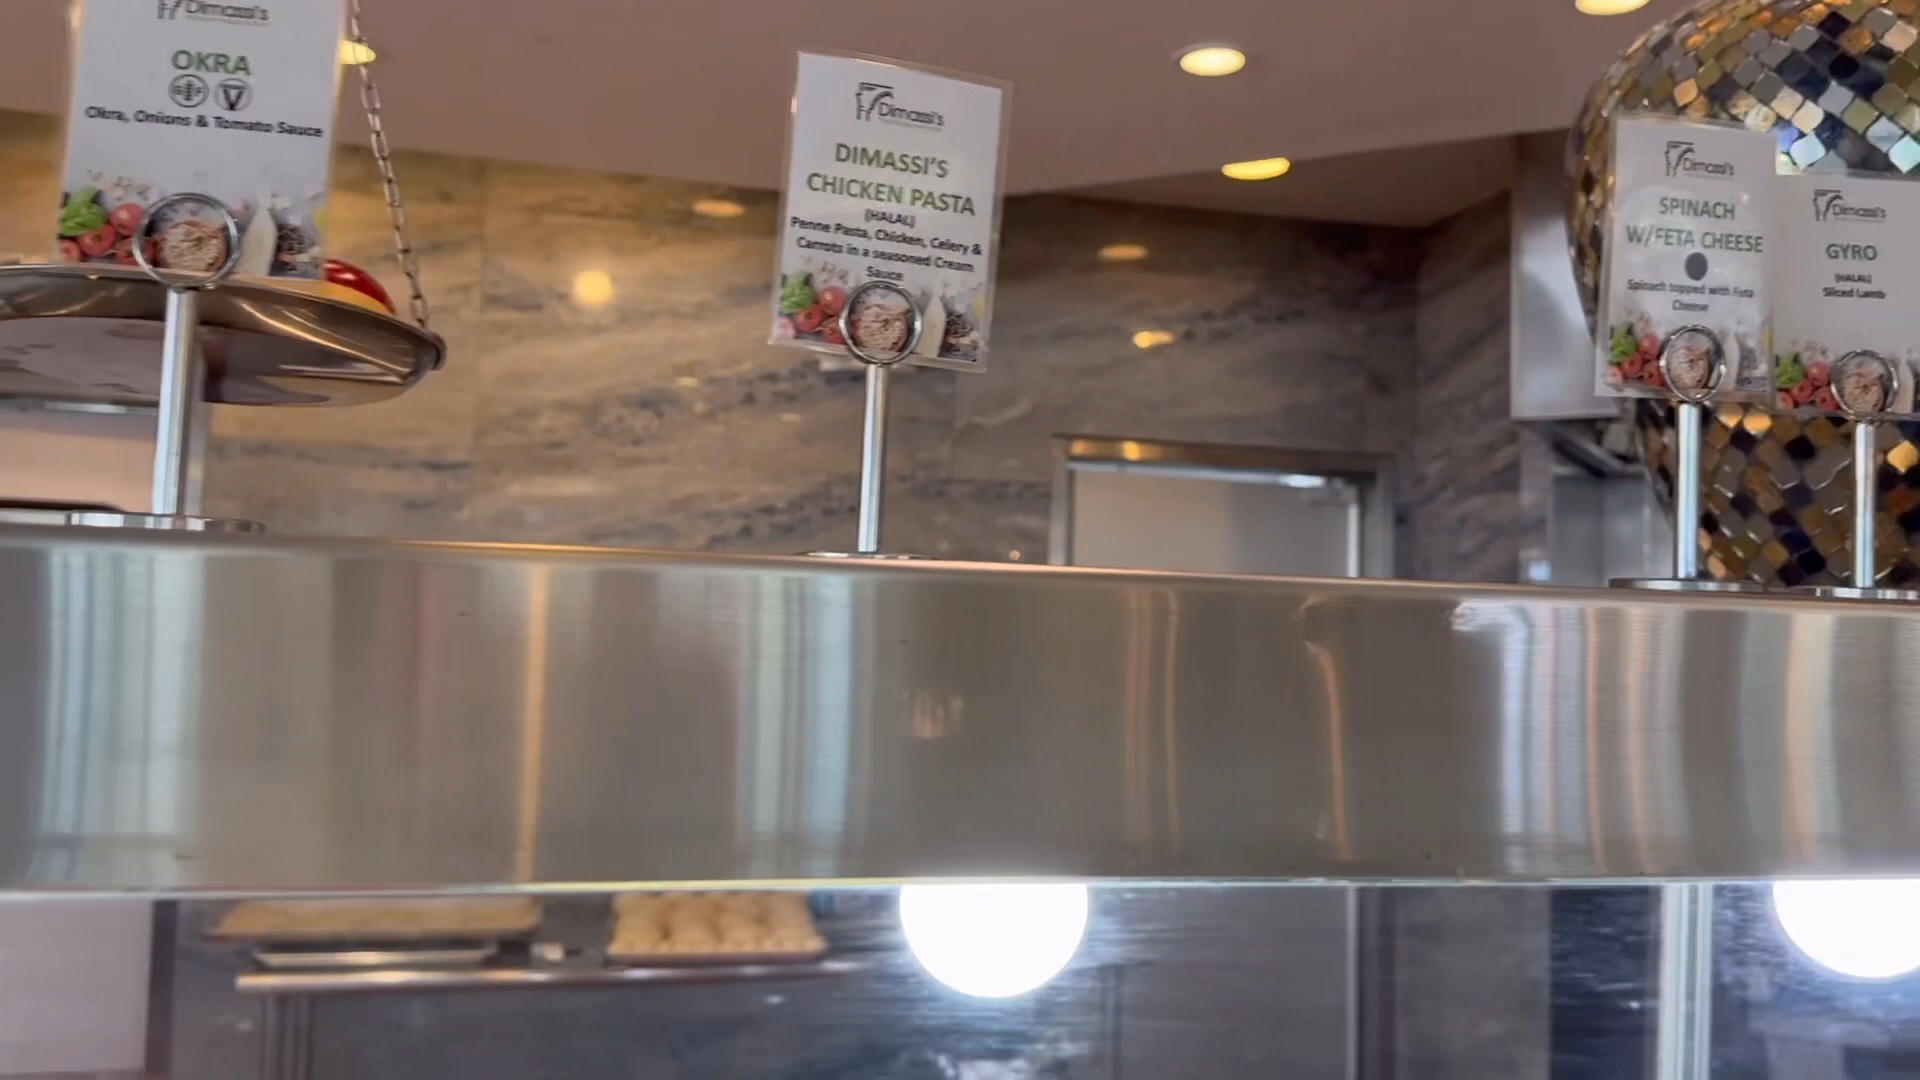 Dimassi's
OKRA
GF V
Okra, Onions & Tomato Sauce
Dimassi's
DIMASSI'S
CHICKEN PASTA
(HALAL)
Penne Pasta, Chicken, Celery &
Carrots in a seasoned Cream
Sauce
Dimassi's
SPINACH
W/FETA CHEESE
Spinach topped with Feta
Cheese
Dimassi's
GYRO
(HALAL)
Sliced Lamb